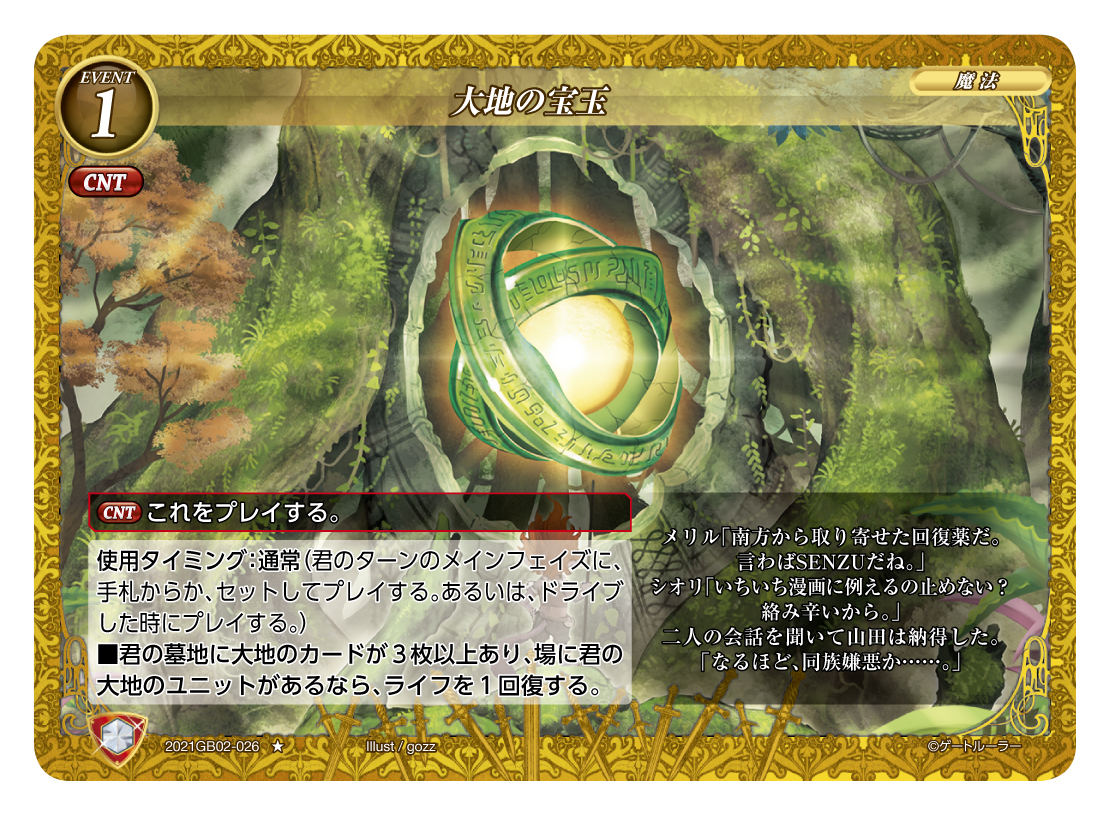 EVENT
1
大地の宝玉
魔法
CNT
CNT これをプレイする。
使用タイミング：通常（君のターンのメインフェイズに、
手札からか、セットしてプレイする。あるいは、ドライブ
した時にプレイする。）
■君の墓地に大地のカードが３枚以上あり、場に君の
大地のユニットがあるなら、ライフを１回復する。
メリル「南方から取り寄せた回復薬だ。
言わばSENZUだね。」
シオリ「いちいち漫画に例えるの止めない？
絡み辛いから。」
二人の会話を聞いて山田は納得した。
「なるほど、同族嫌悪か……。」
2021GB02-026 ★
Illust / gozz
©ゲートルーラー